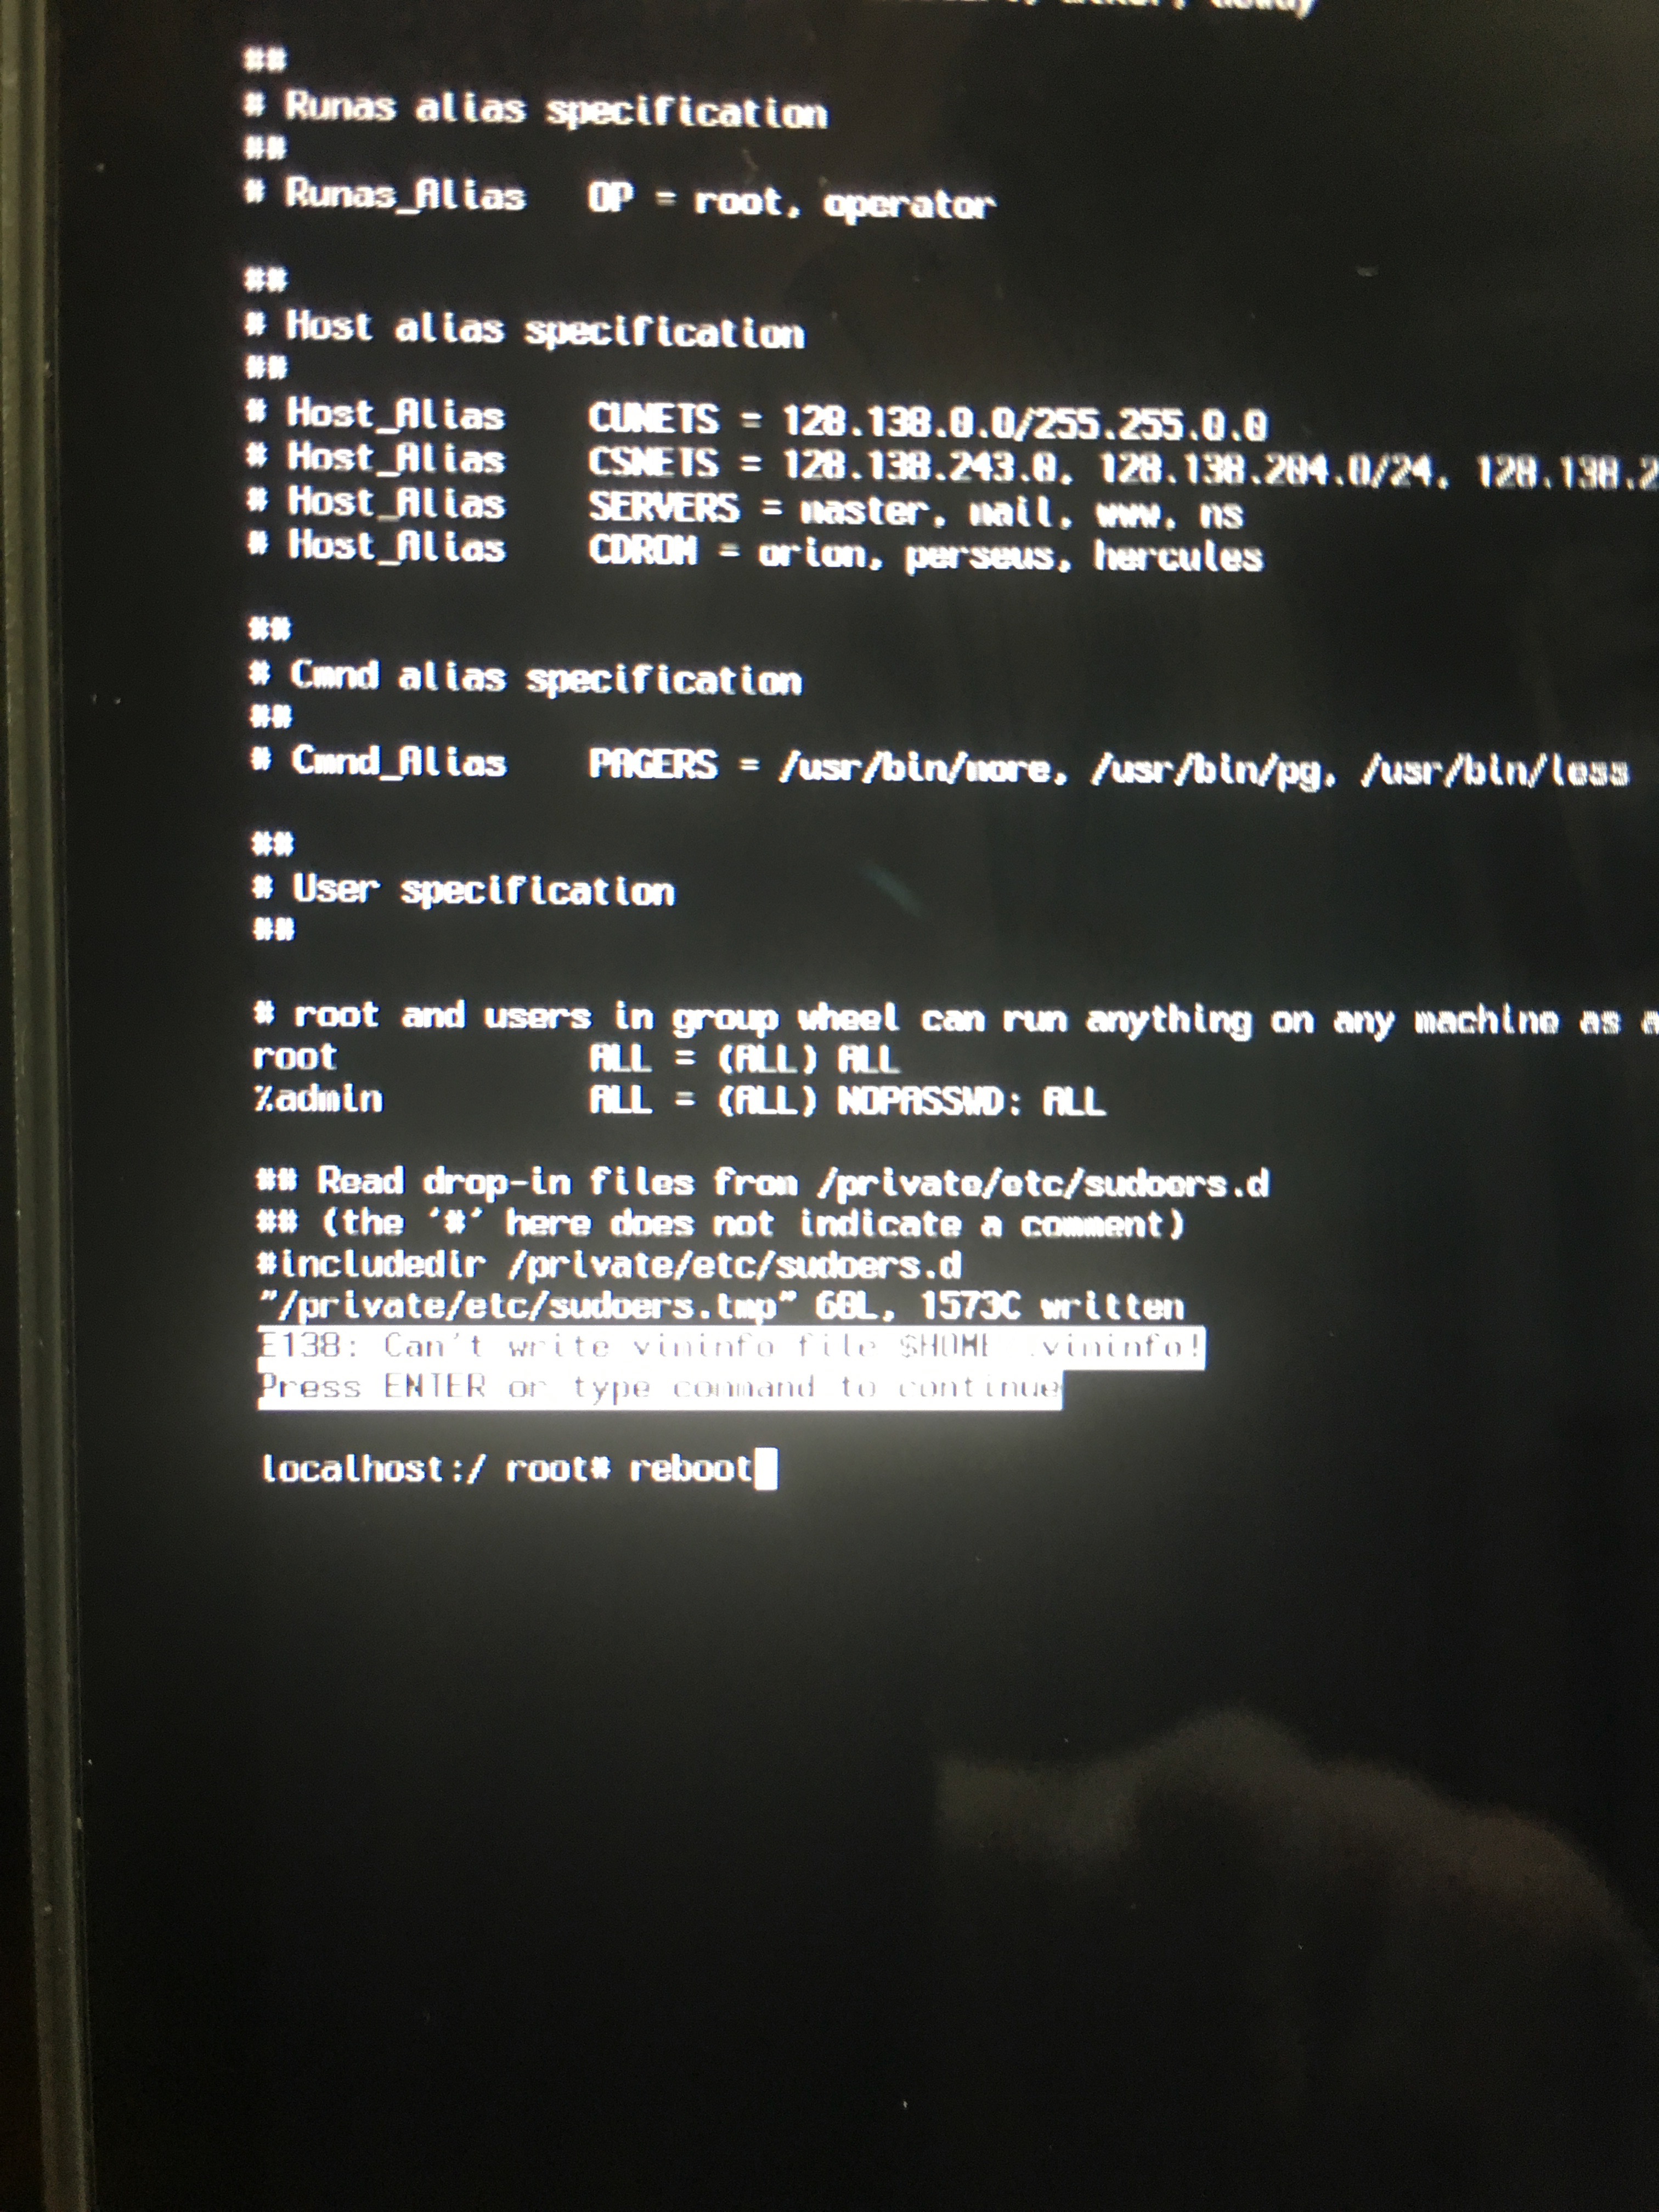 ##
# Runas alias specification
##
# Runas_Alias   OP = root, operator
##
# Host alias specification
##
# Host_Alias    CUNETS = 128.138.0.0/255.255.0.0
# Host_Alias    CSNETS = 128.138.243.0, 128.138.204.0/24, 128.138.2
# Host_Alias    SERVERS = master, mail, www, ns
# Host_Alias    CDROM = orion, perseus, hercules
##
# Cmnd alias specification
##
# Cmnd_Alias    PAGERS = /usr/bin/more, /usr/bin/pg, /usr/bin/less
##
# User specification
##
# root and users in group wheel can run anything on any machine as a
root            ALL = (ALL) ALL
%admin          ALL = (ALL) NOPASSWD: ALL
## Read drop-in files from /private/etc/sudoers.d
## (the '#' here does not indicate a comment)
#includedir /private/etc/sudoers.d
"/private/etc/sudoers.tmp" 60L, 1573C written
E138: Can't write viminfo file $HOME/.viminfo!
Press ENTER or type command to continue
localhost:/ root# reboot